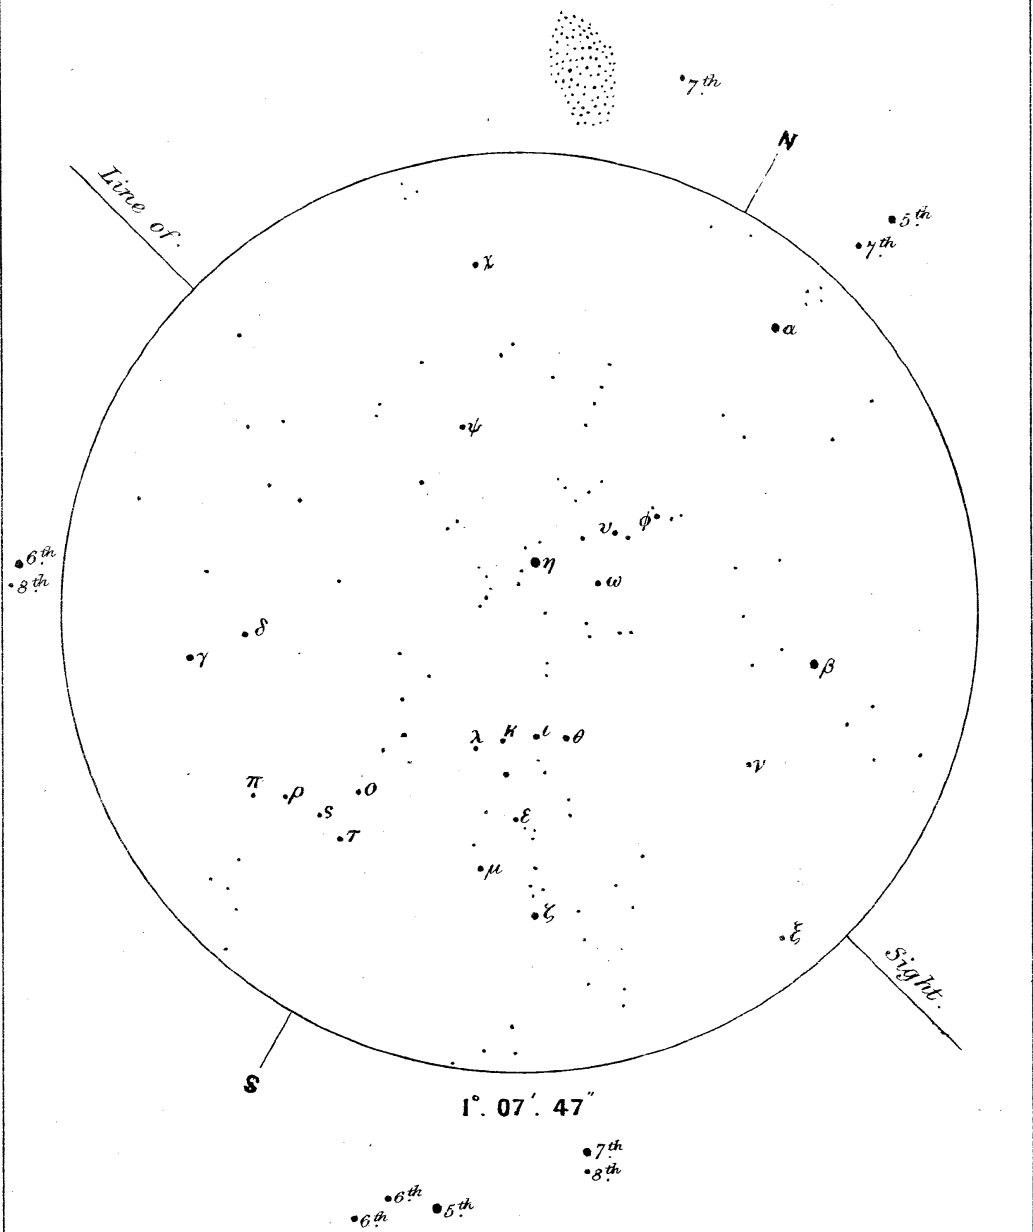 7th.
N
Line of.
5th.
7th.
χ
α
ψ
υ
ϕ
6th.
8th.
η
ω
δ
γ
β
λ
κ
ι
θ
ν
π
ρ
ο
ς
τ
ε
μ
ζ
ξ
Sight.
S
1°. 07′. 47″
7th.
8th.
6th.
6th.
5th.